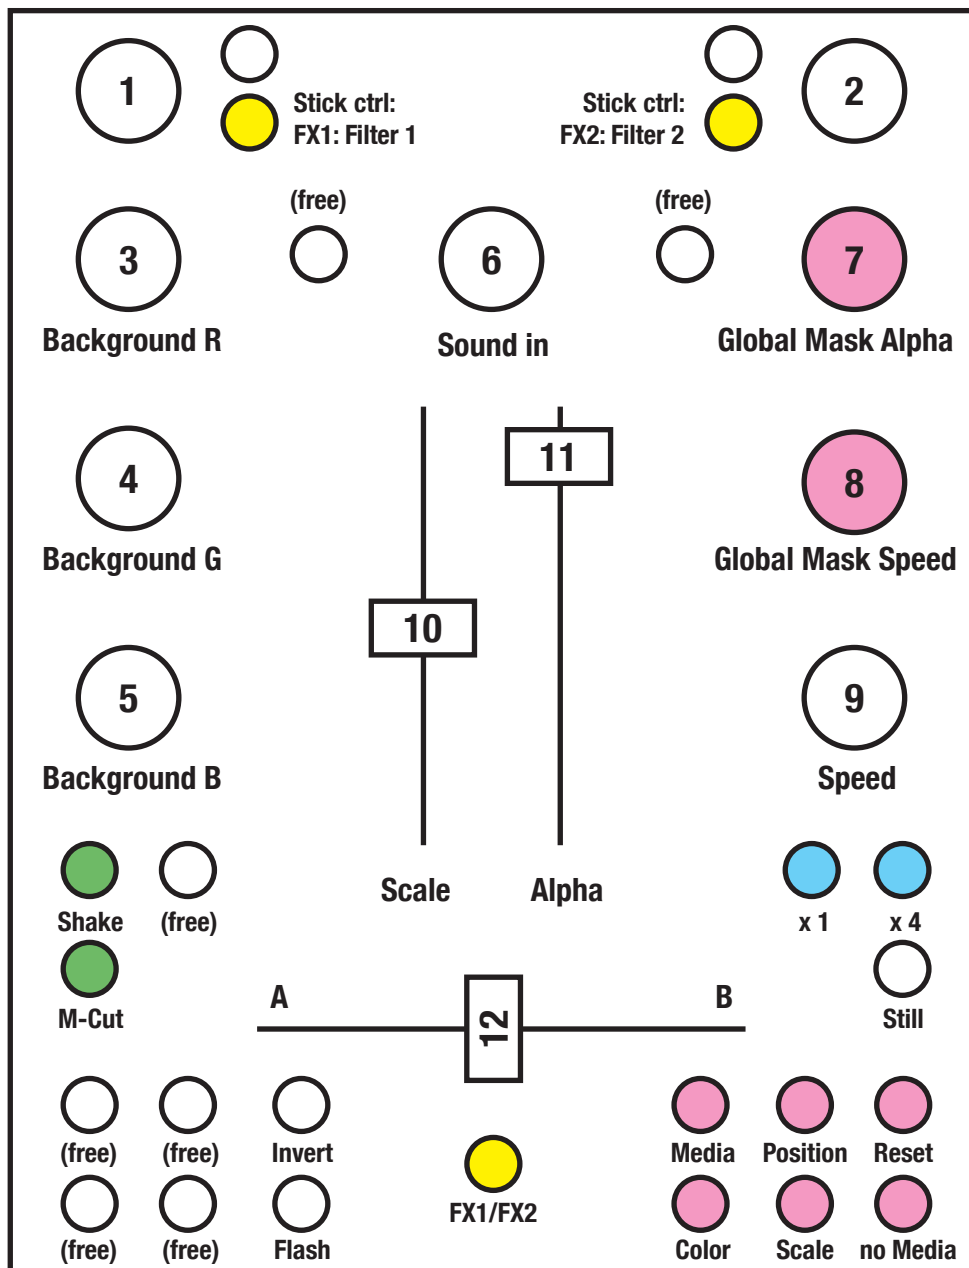 1
2
Stick ctrl:
FX1: Filter 1
Stick ctrl:
FX2: Filter 2
(free)
(free)
3
6
7
Background R
Sound in
Global Mask Alpha
11
4
8
Background G
Global Mask Speed
10
5
9
Background B
Speed
Scale
Alpha
Shake
(free)
x 1
x 4
M-Cut
A
B
12
Still
(free)
(free)
Invert
Media
Position
Reset
FX1/FX2
(free)
(free)
Flash
Color
Scale
no Media